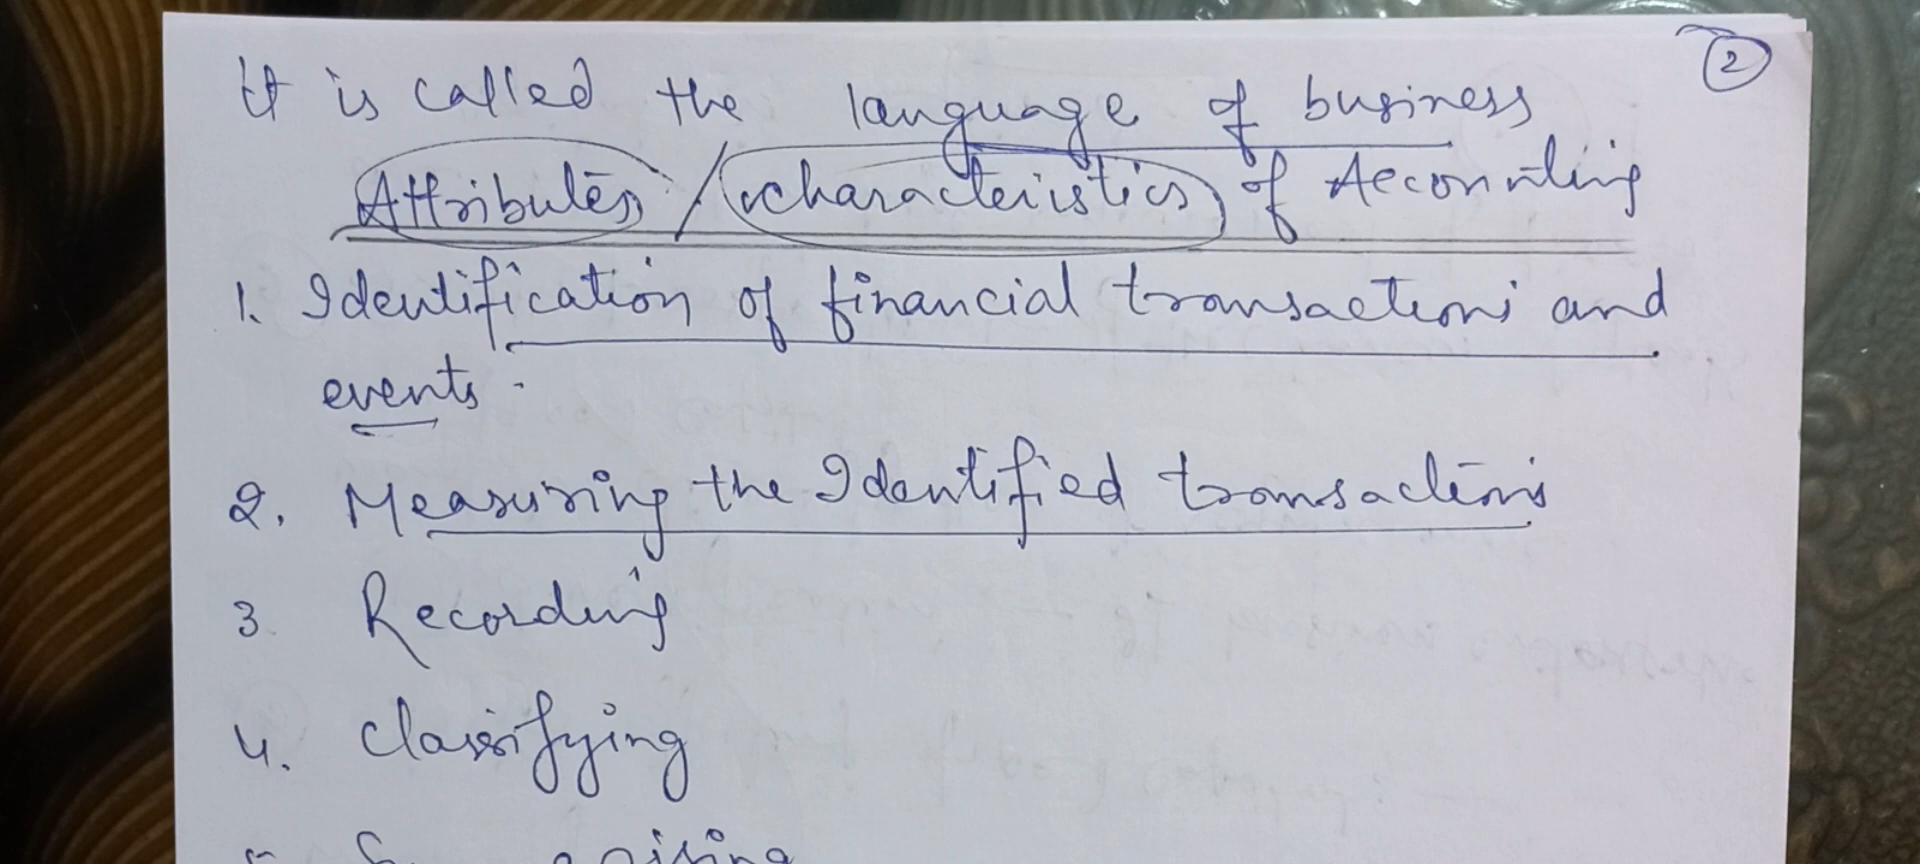 2
It is called the language of business
Attributes / characteristics of Accounting
1. Identification of financial transactions and
events.
2. Measuring the Identified transactions
3. Recording
4. Classifying